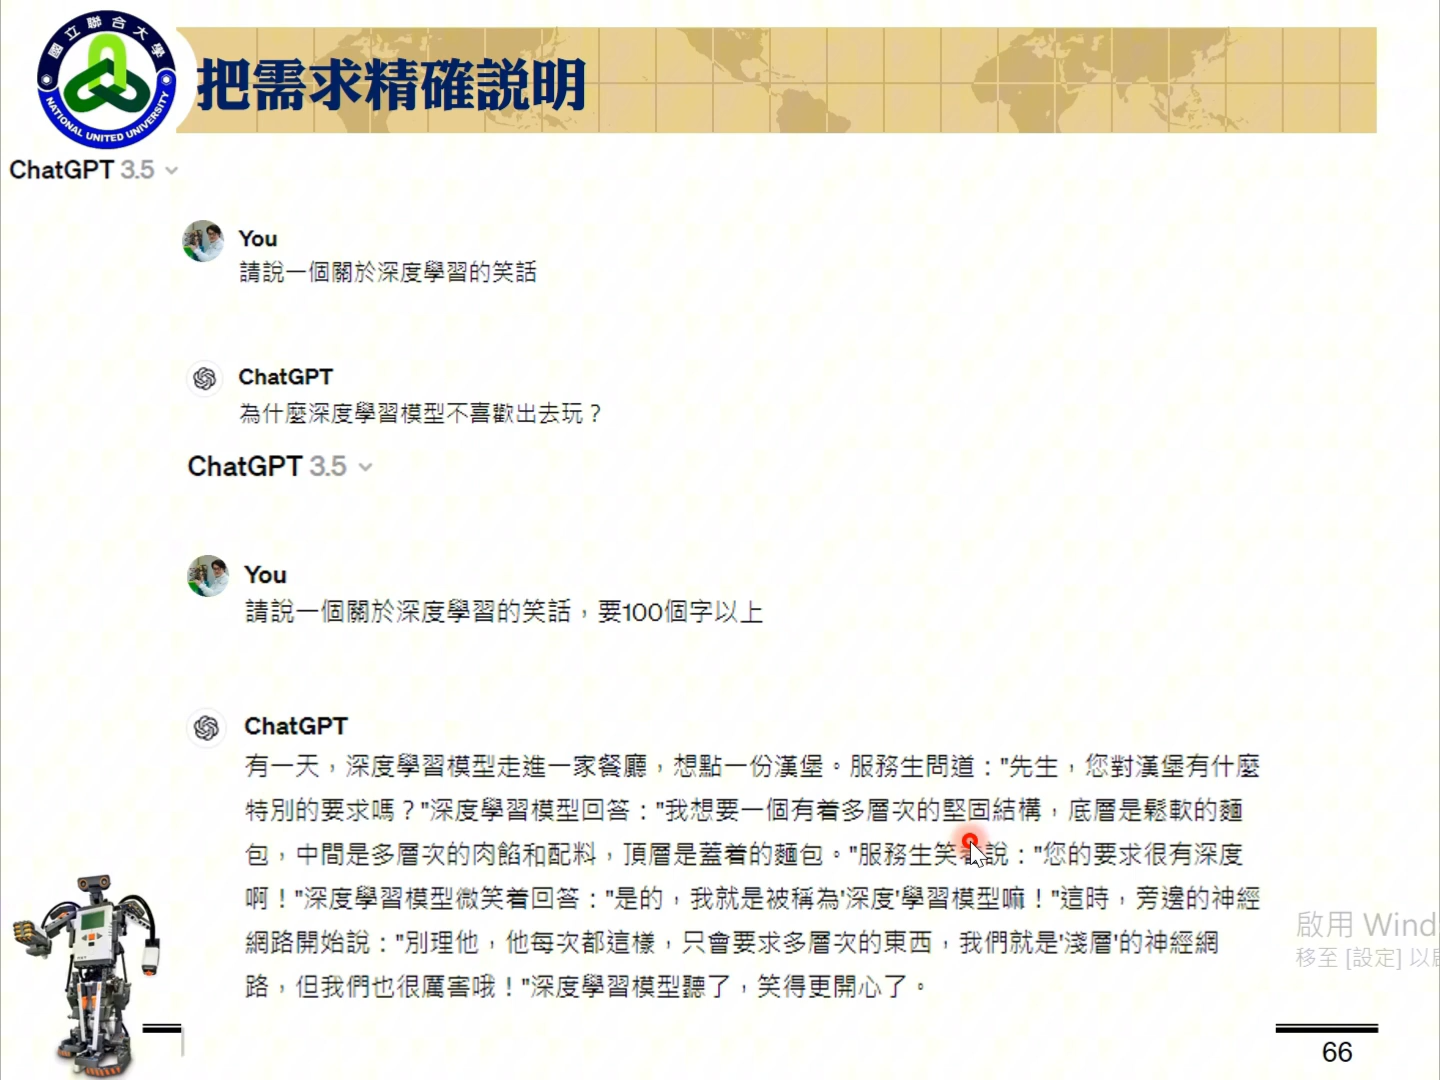 國立聯合大學
NATIONAL UNITED UNIVERSITY
把需求精確説明
ChatGPT 3.5
You
請說一個關於深度學習的笑話
ChatGPT
為什麼深度學習模型不喜歡出去玩？
ChatGPT 3.5
You
請說一個關於深度學習的笑話，要100個字以上
ChatGPT
有一天，深度學習模型走進一家餐廳，想點一份漢堡。服務生問道："先生，您對漢堡有什麼
特別的要求嗎？"深度學習模型回答："我想要一個有着多層次的堅固結構，底層是鬆軟的麵
包，中間是多層次的肉餡和配料，頂層是蓋着的麵包。"服務生笑着說："您的要求很有深度
啊！"深度學習模型微笑着回答："是的，我就是被稱為'深度'學習模型嘛！"這時，旁邊的神經
網路開始說："別理他，他每次都這樣，只會要求多層次的東西，我們就是'淺層'的神經網
路，但我們也很厲害哦！"深度學習模型聽了，笑得更開心了。
啟用 Wind
移至 [設定] 以
66